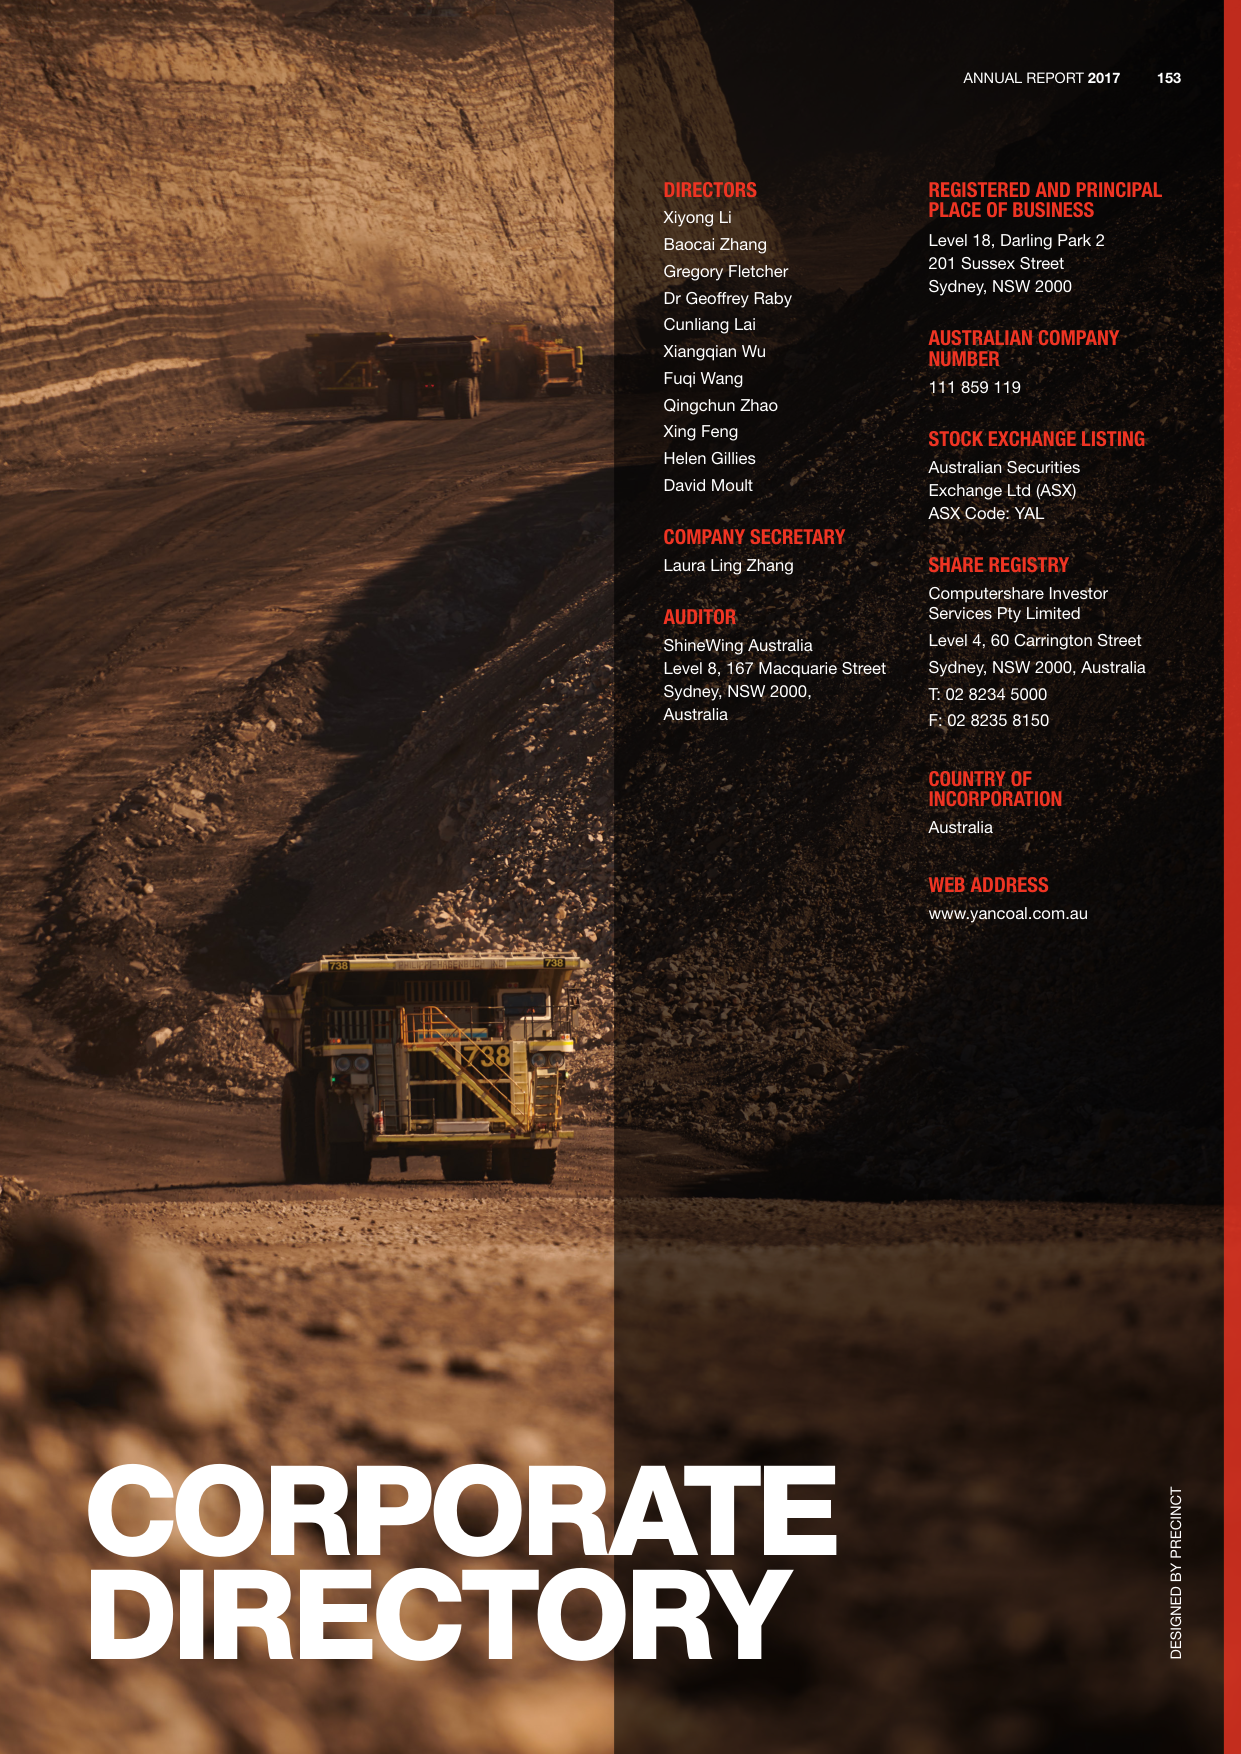 ANNUAL REPORT 2017 153
DIRECTORS
Xiyong Li
Baocai Zhang
Gregory Fletcher
Dr Geoffrey Raby
Cunliang Lai
Xiangqian Wu
Fuqi Wang
Qingchun Zhao
Xing Feng
Helen Gillies
David Moult
COMPANY SECRETARY
Laura Ling Zhang
AUDITOR
ShineWing Australia
Level 8, 167 Macquarie Street
Sydney, NSW 2000,
Australia
REGISTERED AND PRINCIPAL
PLACE OF BUSINESS
Level 18, Darling Park 2
201 Sussex Street
Sydney, NSW 2000
AUSTRALIAN COMPANY
NUMBER
111 859 119
STOCK EXCHANGE LISTING
Australian Securities
Exchange Ltd (ASX)
ASX Code: YAL
SHARE REGISTRY
Computershare Investor
Services Pty Limited
Level 4, 60 Carrington Street
Sydney, NSW 2000, Australia
T: 02 8234 5000
F: 02 8235 8150
COUNTRY OF
INCORPORATION
Australia
WEB ADDRESS
www.yancoal.com.au
738 738
738
CORPORATE
DIRECTORY
DESIGNED BY PRECINCT